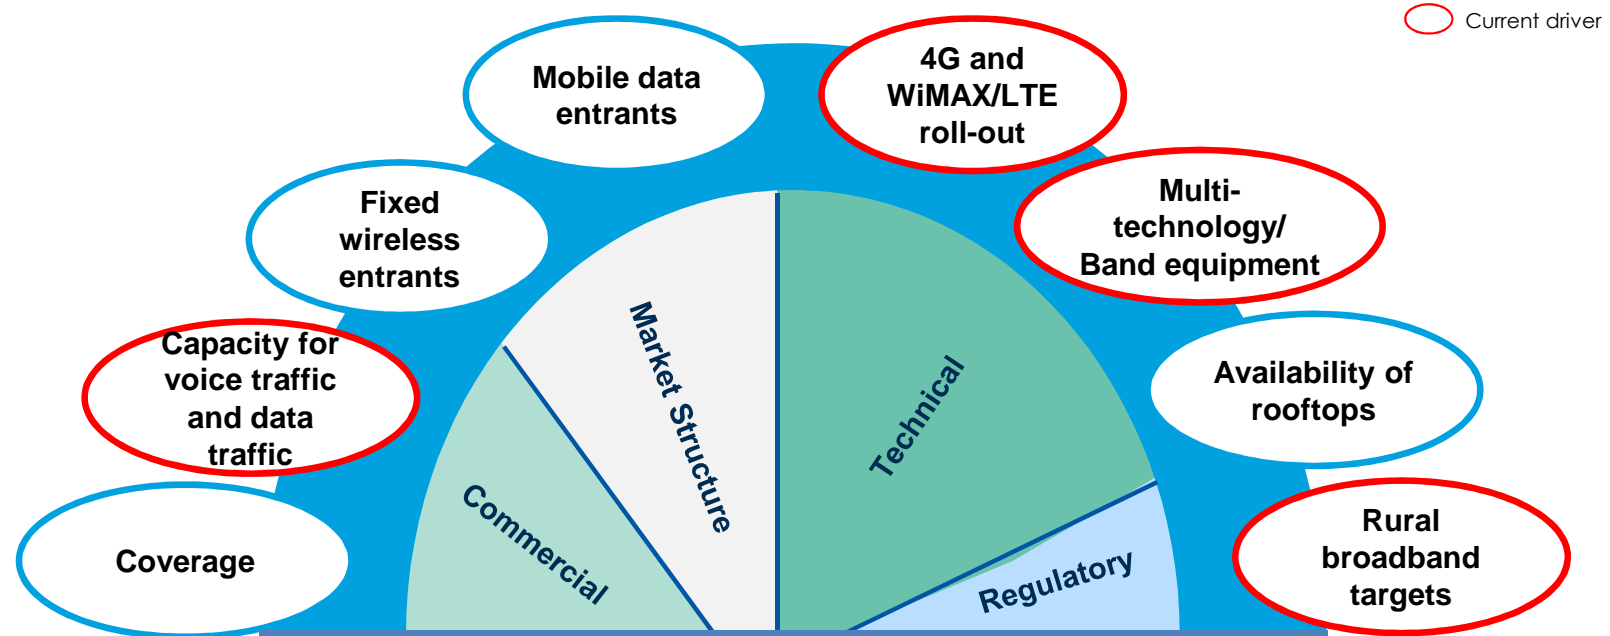 Current driver
Mobile data
entrants
4G and
WiMAX/LTE
roll-out
Fixed
wireless
entrants
Multi-
technology/
Band equipment
Capacity for
voice traffic
and data
traffic
Availability of
rooftops
Coverage
Rural
broadband
targets
Commercial
Market Structure
Technical
Regulatory